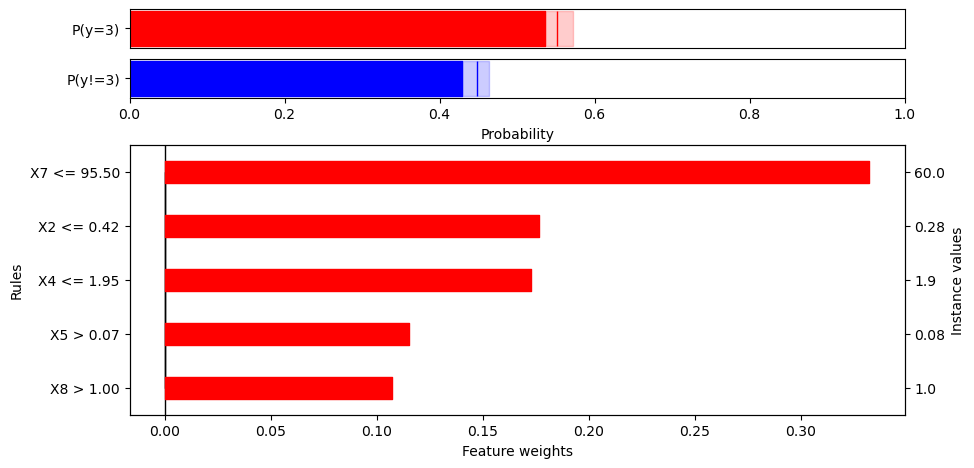 P(y=3)
P(y!=3)
0.0 0.2 0.4 0.6 0.8 1.0
Probability
X7 <= 95.50 60.0
X2 <= 0.42 0.28
X4 <= 1.95 1.9
X5 > 0.07 0.08
X8 > 1.00 1.0
Rules
Instance values
0.00 0.05 0.10 0.15 0.20 0.25 0.30
Feature weights